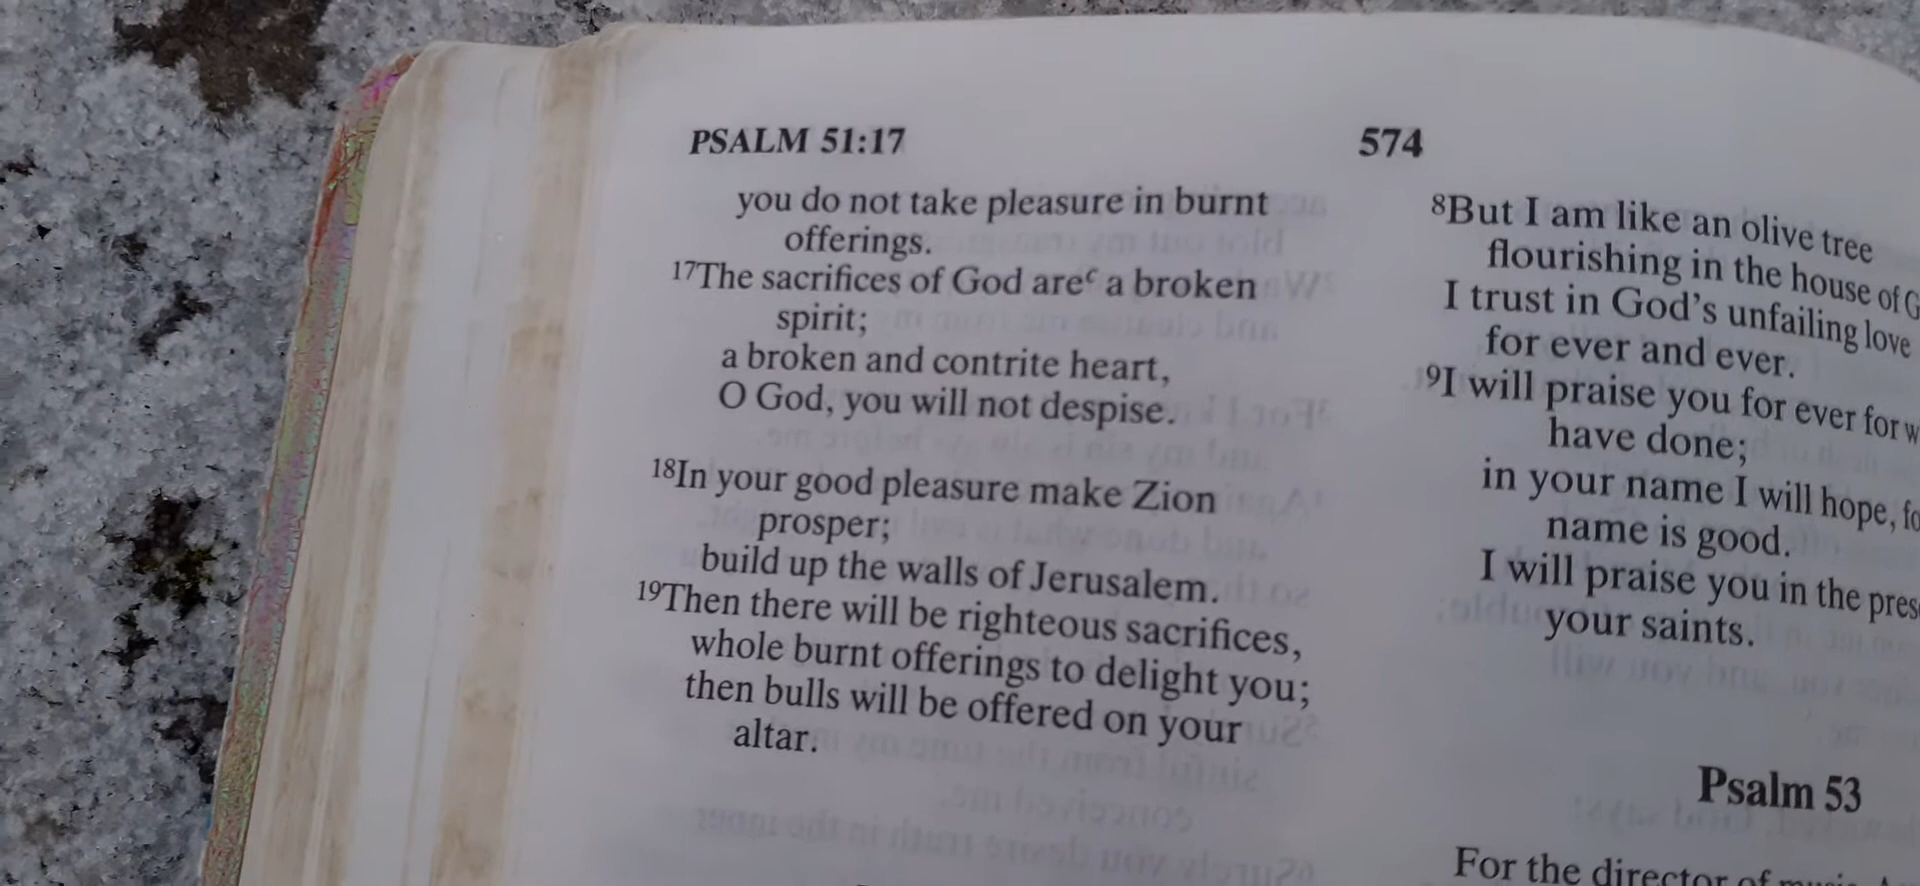 PSALM 51:17
574
you do not take pleasure in burnt
offerings.
17The sacrifices of God areᶜ a broken
spirit;
a broken and contrite heart,
O God, you will not despise.
18In your good pleasure make Zion
prosper;
build up the walls of Jerusalem.
19Then there will be righteous sacrifices,
whole burnt offerings to delight you;
then bulls will be offered on your
altar.
8But I am like an olive tree
flourishing in the house of
I trust in God's unfailing love
for ever and ever.
9I will praise you for ever for
have done;
in your name I will hope,
name is good.
I will praise you in the
your saints.
Psalm 53
For the director of